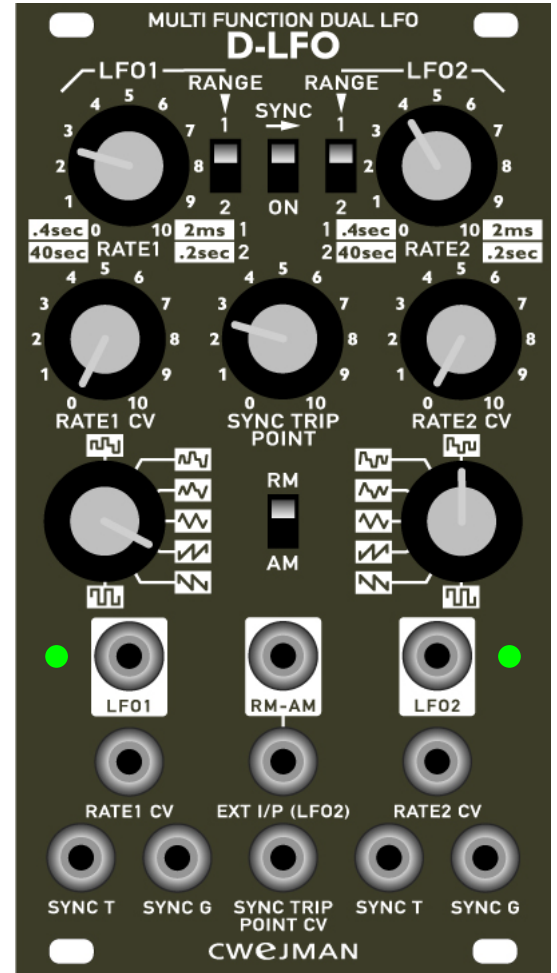 MULTI FUNCTION DUAL LFO
D-LFO
LFO1 LFO2
RANGE RANGE
SYNC
1 1
2 ON 2
0 1 2 3 4 5 6 7 8 9 10
0 1 2 3 4 5 6 7 8 9 10
.4sec RATE1 2ms 1
40sec .2sec 2
1 .4sec RATE2 2ms
2 40sec .2sec
0 1 2 3 4 5 6 7 8 9 10
0 1 2 3 4 5 6 7 8 9 10
0 1 2 3 4 5 6 7 8 9 10
RATE1 CV
SYNC TRIP
POINT
RATE2 CV
RM
AM
LFO1 RM-AM LFO2
RATE1 CV EXT I/P (LFO2) RATE2 CV
SYNC T SYNC G SYNC TRIP
POINT CV
SYNC T SYNC G
CWeJMAN